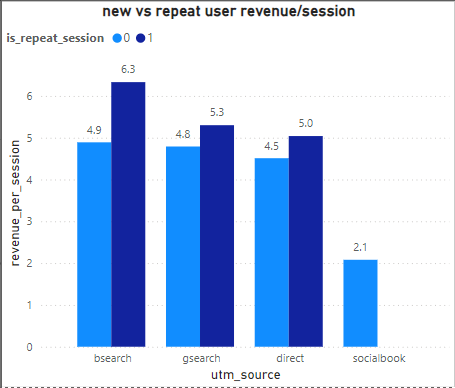 new vs repeat user revenue/session
is_repeat_session 0 1
6.3
4.9
4.8
5.3
4.5
5.0
2.1
6
5
4
3
2
1
0
revenue_per_session
bsearch gsearch direct socialbook
utm_source